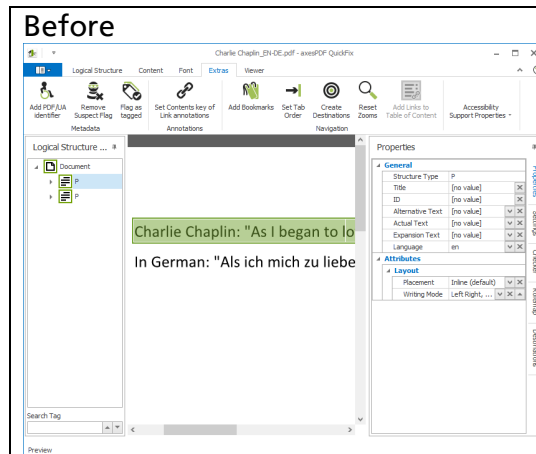 Before
Charlie Chaplin_EN-DE.pdf - axesPDF QuickFix
Logical Structure Content Font Extras Viewer
Add PDF/UA identifier Remove Suspect Flag Flag as tagged Set Contents key of Link annotations Add Bookmarks Set Tab Order Create Destinations Reset Zooms Add Links to Table of Content Accessibility Support Properties
Metadata Annotations Navigation
Logical Structure ...
Document
P
P
Search Tag
Preview
Charlie Chaplin: "As I began to lo
In German: "Als ich mich zu liebe
Properties
General
Structure Type P
Title [no value]
ID [no value]
Alternative Text [no value]
Actual Text [no value]
Expansion Text [no value]
Language en
Attributes
Layout
Placement Inline (default)
Writing Mode Left Right, ...